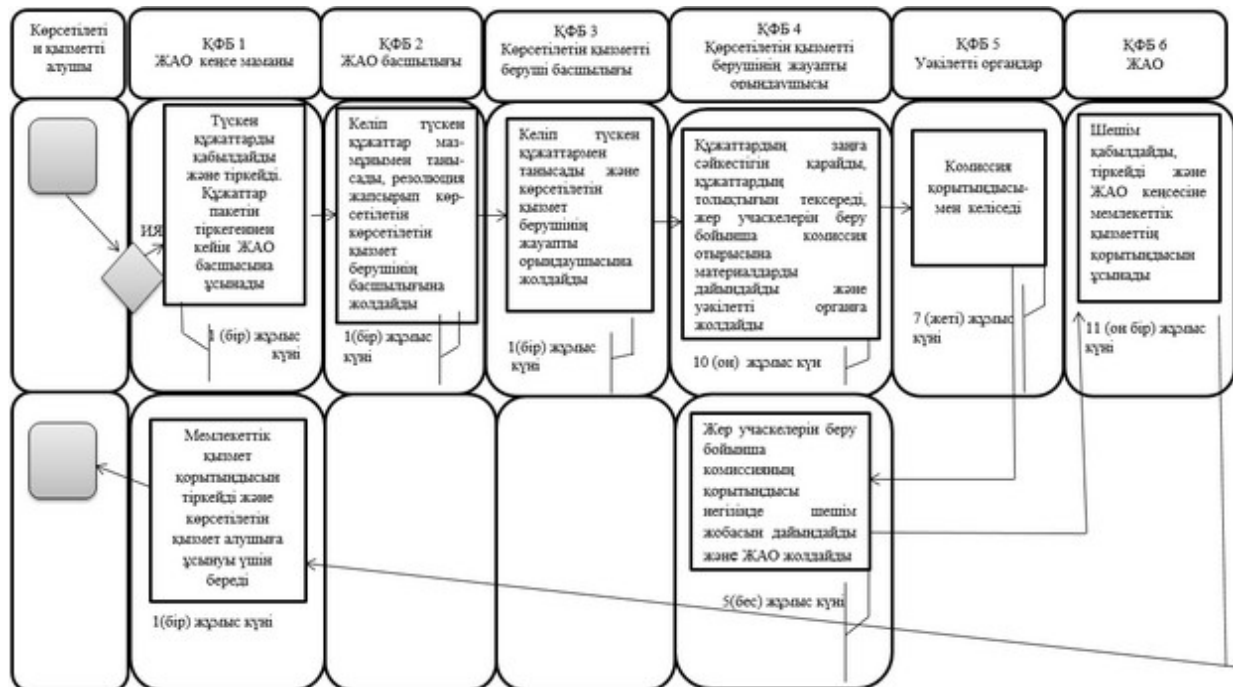 Көрсетілеті
н қызметті
алушы
ҚФБ 1
ЖАО кеңсе маманы
ҚФБ 2
ЖАО басшылығы
ҚФБ 3
Көрсетілетін қызметті
беруші басшылығы
ҚФБ 4
Көрсетілетін қызметті
берушінің жауапты
орындаушысы
ҚФБ 5
Уәкілетті органдар
ҚФБ 6
ЖАО
ИЯ
Түскен
құжаттарды
қабылдайды
және тіркейді.
Құжаттар
пакетін
тіркегеннен
кейін ЖАО
басшысына
ұсынады
1 (бір) жұмыс
күні
Келіп түскен
құжаттар маз-
мұнымен таны-
сады, резолюция
жапсырып көр-
сетілетін
көрсетілетін
қызмет
берушінің
басшылығына
жолдайды
1(бір) жұмыс
күні
Келіп түскен
құжаттармен
танысады және
көрсетілетін
қызмет
берушінің
жауапты
орындаушысына
жолдайды
1(бір) жұмыс
күні
Құжаттардың заңға
сәйкестігін қарайды,
құжаттардың
толықтығын тексереді,
жер учаскелерін беру
бойынша комиссия
отырысына
материалдарды
дайындайды және
уәкілетті органға
жолдайды
10 (он) жұмыс күн
Комиссия
қорытындысы-
мен келіседі
7 (жеті) жұмыс
күні
Шешім
қабылдайды,
тіркейді және
ЖАО кеңсесіне
мемлекеттік
қызметтің
қорытындысын
ұсынады
11 (он бір) жұмыс
күні
Мемлекеттік
қызмет
қорытындысын
тіркейді және
көрсетілетін
қызмет алушыға
ұсынуы үшін
береді
1(бір) жұмыс күні
Жер учаскелерін беру
бойынша
комиссияның
қорытындысы
негізінде шешім
жобасын дайындайды
және ЖАО жолдайды
5(бес) жұмыс күні